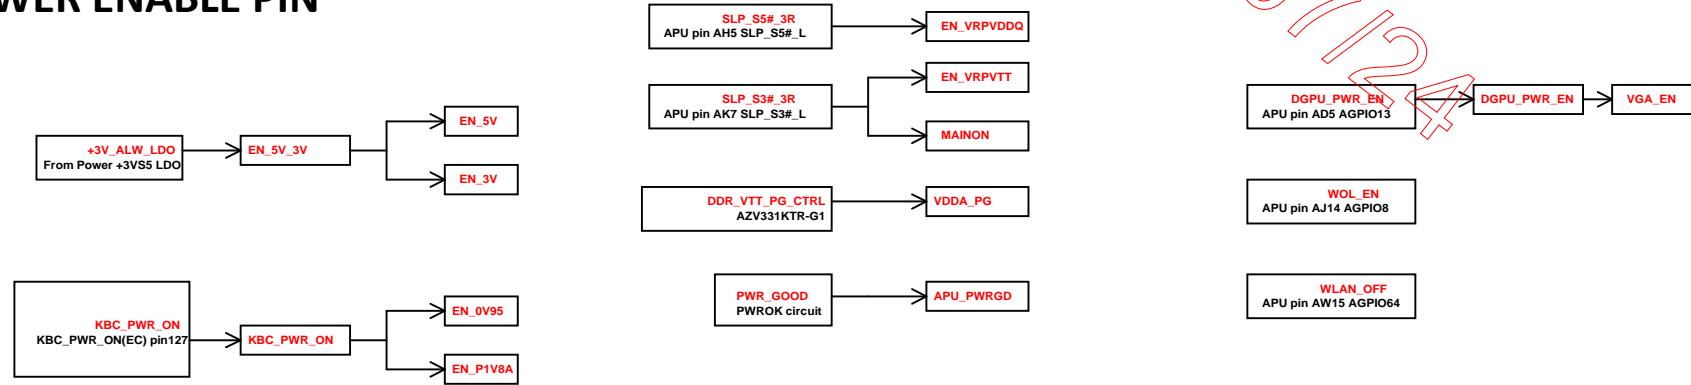 WER ENABLE PIN
+3V_ALW_LDO
From Power +3VS5 LDO
EN_5V_3V
EN_5V
EN_3V
KBC_PWR_ON
KBC_PWR_ON(EC) pin127
KBC_PWR_ON
EN_0V95
EN_P1V8A
SLP_S5#_3R
APU pin AH5 SLP_S5#_L
EN_VRPVDDQ
SLP_S3#_3R
APU pin AK7 SLP_S3#_L
EN_VRPVTT
MAINON
DDR_VTT_PG_CTRL
AZV331KTR-G1
VDDA_PG
PWR_GOOD
PWROK circuit
APU_PWRGD
DGPU_PWR_EN
APU pin AD5 AGPIO13
DGPU_PWR_EN
VGA_EN
WOL_EN
APU pin AJ14 AGPIO8
WLAN_OFF
APU pin AW15 AGPIO64
7/24